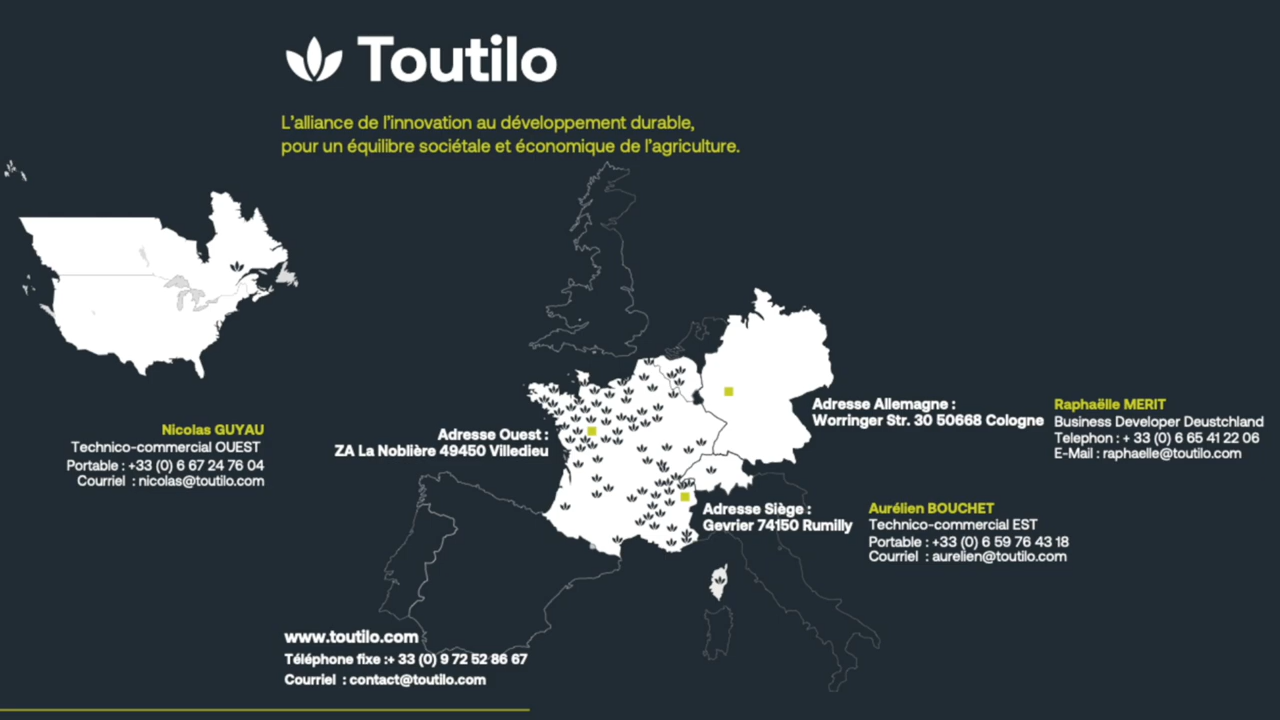 Toutilo
L'alliance de l'innovation au développement durable,
pour un équilibre sociétale et économique de l'agriculture.
Nicolas GUYAU
Technico-commercial OUEST
Portable : +33 (0) 6 67 24 76 04
Courriel : nicolas@toutilo.com
Adresse Ouest :
ZA La Noblière 49450 Villedieu
Adresse Allemagne :
Worringer Str. 30 50668 Cologne
Raphaëlle MERIT
Business Developer Deustchland
Telephon : + 33 (0) 6 65 41 22 06
E-Mail : raphaelle@toutilo.com
Adresse Siège :
Gevrier 74150 Rumilly
Aurélien BOUCHET
Technico-commercial EST
Portable : +33 (0) 6 59 76 43 18
Courriel : aurelien@toutilo.com
www.toutilo.com
Téléphone fixe :+ 33 (0) 9 72 52 86 67
Courriel : contact@toutilo.com